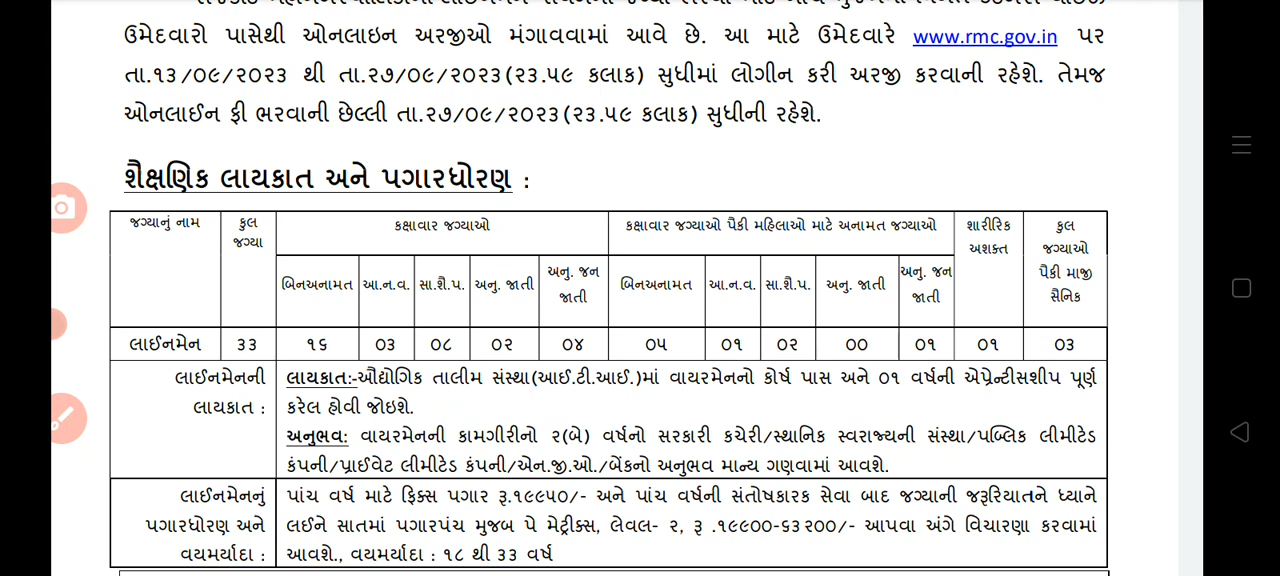 ઉમેદવારો પાસેથી ઓનલાઇન અરજીઓ મંગાવવામાં આવે છે. આ માટે ઉમેદવારે www.rmc.gov.in પર
તા.૧૩/૦૯/૨૦૨૩ થી તા.૨૭/૦૯/૨૦૨૩(૨૩.૫૯ કલાક) સુધીમાં લોગીન કરી અરજી કરવાની રહેશે. તેમજ
ઓનલાઈન ફી ભરવાની છેલ્લી તા.૨૭/૦૯/૨૦૨૩(૨૩.૫૯ કલાક) સુધીની રહેશે.
શૈક્ષણિક લાયકાત અને પગારધોરણ :
જગ્યાનું નામ
કુલ
જગ્યા
કક્ષાવાર જગ્યાઓ
કક્ષાવાર જગ્યાઓ પૈકી મહિલાઓ માટે અનામત જગ્યાઓ
શારીરિક
અશક્ત
કુલ
જગ્યાઓ
પૈકી માજી
સૈનિક
બિનઅનામત આ.ન.વ. સા.શૈ.પ. અનુ. જાતી
અનુ. જન
જાતી
બિનઅનામત આ.ન.વ. સા.શૈ.પ. અનુ. જાતી
અનુ. જન
જાતી
લાઈનમેન ૩૩ ૧૬ ૦૩ ૦૮ ૦૨ ૦૪ ૦૫ ૦૧ ૦૨ ૦૦ ૦૧ ૦૧ ૦૩
લાઈનમેનની
લાયકાત :
લાયકાત:-ઔદ્યોગિક તાલીમ સંસ્થા(આઈ.ટી.આઈ.)માં વાયરમેનનો કોર્ષ પાસ અને ૦૧ વર્ષની એપ્રેન્ટીસશીપ પૂર્ણ
કરેલ હોવી જોઇશે.
અનુભવ: વાયરમેનની કામગીરીનો ૨(બે) વર્ષનો સરકારી કચેરી/સ્થાનિક સ્વરાજ્યની સંસ્થા/પબ્લિક લીમીટેડ
કંપની/પ્રાઈવેટ લીમીટેડ કંપની/એન.જી.ઓ./બેંકનો અનુભવ માન્ય ગણવામાં આવશે.
લાઈનમેનનું
પગારધોરણ અને
વયમર્યાદા :
પાંચ વર્ષ માટે ફિક્સ પગાર રૂ.૧૯૯૫૦/- અને પાંચ વર્ષની સંતોષકારક સેવા બાદ જગ્યાની જરૂરિયાતને ધ્યાને
લઈને સાતમાં પગારપંચ મુજબ પે મેટ્રીક્સ, લેવલ- ૨, રૂ .૧૯૯૦૦-૬૩૨૦૦/- આપવા અંગે વિચારણા કરવામાં
આવશે., વયમર્યાદા : ૧૮ થી ૩૩ વર્ષ